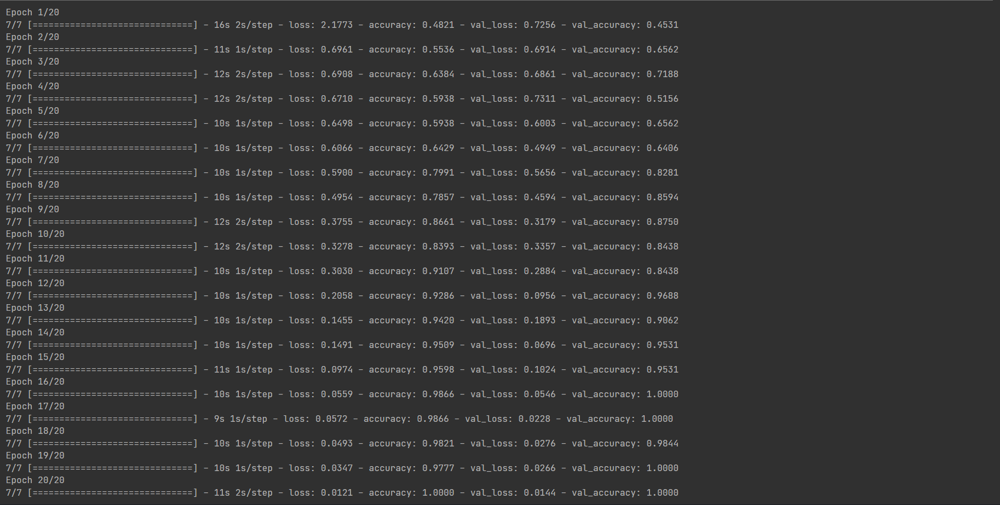 Epoch 1/20
7/7 [==============================] - 16s 2s/step - loss: 2.1773 - accuracy: 0.4821 - val_loss: 0.7256 - val_accuracy: 0.4531
Epoch 2/20
7/7 [==============================] - 11s 1s/step - loss: 0.6961 - accuracy: 0.5536 - val_loss: 0.6914 - val_accuracy: 0.6562
Epoch 3/20
7/7 [==============================] - 12s 2s/step - loss: 0.6908 - accuracy: 0.6384 - val_loss: 0.6861 - val_accuracy: 0.7188
Epoch 4/20
7/7 [==============================] - 12s 2s/step - loss: 0.6710 - accuracy: 0.5938 - val_loss: 0.7311 - val_accuracy: 0.5156
Epoch 5/20
7/7 [==============================] - 10s 1s/step - loss: 0.6498 - accuracy: 0.5938 - val_loss: 0.6003 - val_accuracy: 0.6562
Epoch 6/20
7/7 [==============================] - 10s 1s/step - loss: 0.6066 - accuracy: 0.6429 - val_loss: 0.4949 - val_accuracy: 0.6406
Epoch 7/20
7/7 [==============================] - 10s 1s/step - loss: 0.5900 - accuracy: 0.7991 - val_loss: 0.5656 - val_accuracy: 0.8281
Epoch 8/20
7/7 [==============================] - 10s 1s/step - loss: 0.4954 - accuracy: 0.7857 - val_loss: 0.4594 - val_accuracy: 0.8594
Epoch 9/20
7/7 [==============================] - 12s 2s/step - loss: 0.3755 - accuracy: 0.8661 - val_loss: 0.3179 - val_accuracy: 0.8750
Epoch 10/20
7/7 [==============================] - 12s 2s/step - loss: 0.3278 - accuracy: 0.8393 - val_loss: 0.3357 - val_accuracy: 0.8438
Epoch 11/20
7/7 [==============================] - 10s 1s/step - loss: 0.3030 - accuracy: 0.9107 - val_loss: 0.2884 - val_accuracy: 0.8438
Epoch 12/20
7/7 [==============================] - 10s 1s/step - loss: 0.2058 - accuracy: 0.9286 - val_loss: 0.0956 - val_accuracy: 0.9688
Epoch 13/20
7/7 [==============================] - 10s 1s/step - loss: 0.1455 - accuracy: 0.9420 - val_loss: 0.1893 - val_accuracy: 0.9062
Epoch 14/20
7/7 [==============================] - 10s 1s/step - loss: 0.1491 - accuracy: 0.9509 - val_loss: 0.0696 - val_accuracy: 0.9531
Epoch 15/20
7/7 [==============================] - 11s 1s/step - loss: 0.0974 - accuracy: 0.9598 - val_loss: 0.1024 - val_accuracy: 0.9531
Epoch 16/20
7/7 [==============================] - 10s 1s/step - loss: 0.0559 - accuracy: 0.9866 - val_loss: 0.0546 - val_accuracy: 1.0000
Epoch 17/20
7/7 [==============================] - 9s 1s/step - loss: 0.0572 - accuracy: 0.9866 - val_loss: 0.0228 - val_accuracy: 1.0000
Epoch 18/20
7/7 [==============================] - 10s 1s/step - loss: 0.0493 - accuracy: 0.9821 - val_loss: 0.0276 - val_accuracy: 0.9844
Epoch 19/20
7/7 [==============================] - 10s 1s/step - loss: 0.0347 - accuracy: 0.9777 - val_loss: 0.0266 - val_accuracy: 1.0000
Epoch 20/20
7/7 [==============================] - 11s 2s/step - loss: 0.0121 - accuracy: 1.0000 - val_loss: 0.0144 - val_accuracy: 1.0000